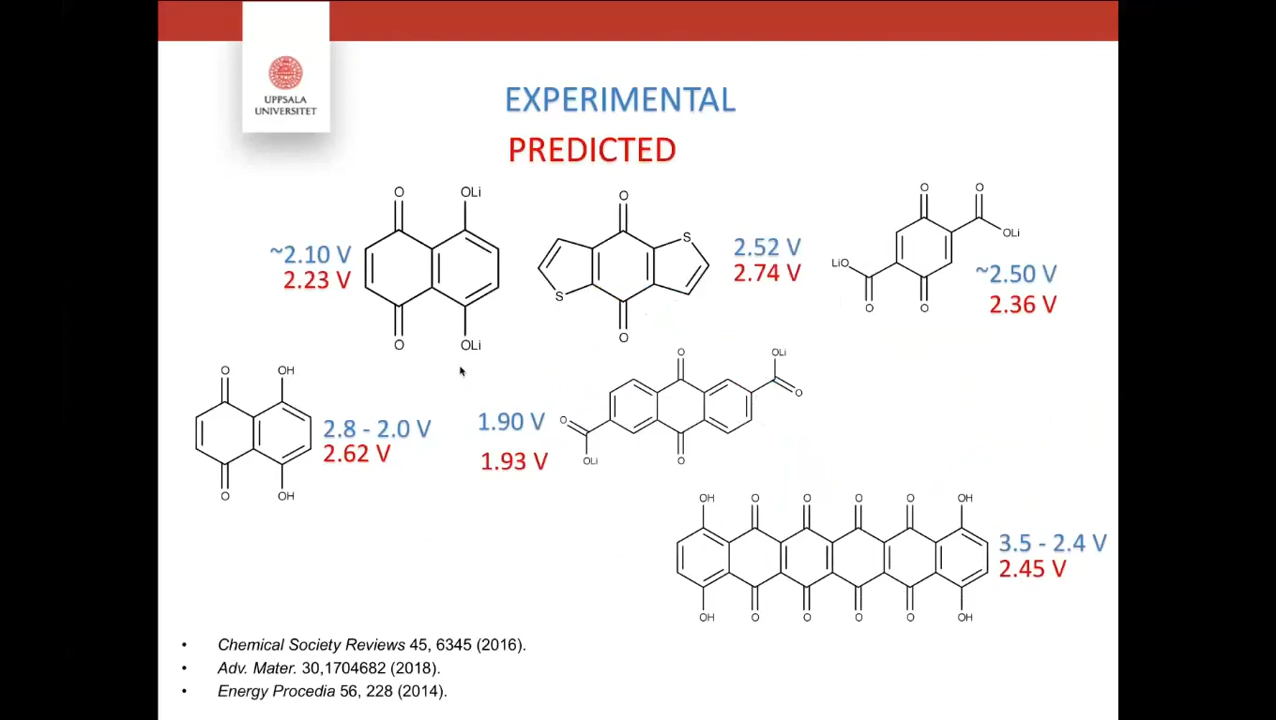 UPPSALA
UNIVERSITET
EXPERIMENTAL
PREDICTED
O
OLi
~2.10 V
2.23 V
O
OLi
O
S
S
O
2.52 V
2.74 V
O
O
OLi
LiO
O
O
~2.50 V
2.36 V
O
OH
2.8 - 2.0 V
2.62 V
O
OH
1.90 V
1.93 V
O
OLi
O
O
OLi
O
OH
O
O
O
O
OH
3.5 - 2.4 V
2.45 V
OH
O
O
O
O
OH
• Chemical Society Reviews 45, 6345 (2016).
• Adv. Mater. 30,1704682 (2018).
• Energy Procedia 56, 228 (2014).